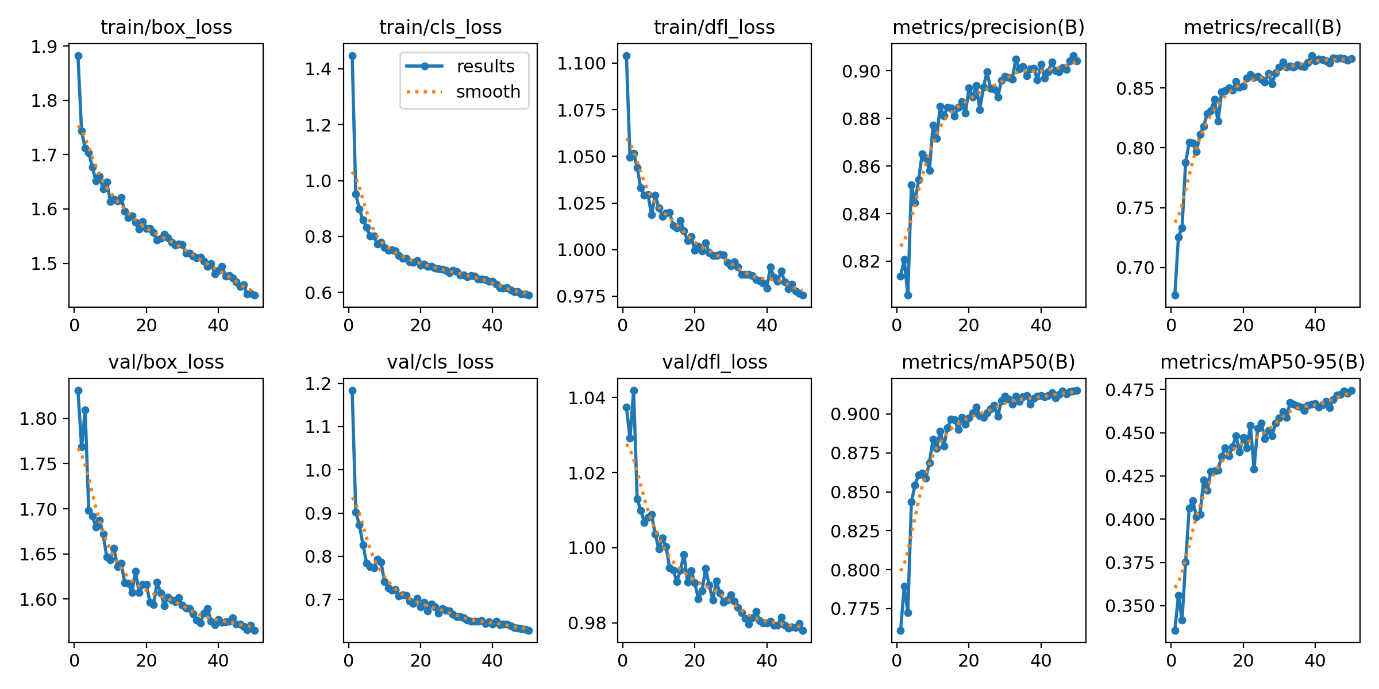 train/box_loss
train/cls_loss
train/dfl_loss
metrics/precision(B)
metrics/recall(B)
1.9
1.8
1.7
1.6
1.5
0 20 40
1.4
1.2
1.0
0.8
0.6
0 20 40
results
smooth
1.100
1.075
1.050
1.025
1.000
0.975
0 20 40
0.90
0.88
0.86
0.84
0.82
0 20 40
0.85
0.80
0.75
0.70
0 20 40
val/box_loss
val/cls_loss
val/dfl_loss
metrics/mAP50(B)
metrics/mAP50-95(B)
1.80
1.75
1.70
1.65
1.60
0 20 40
1.2
1.1
1.0
0.9
0.8
0.7
0 20 40
1.04
1.02
1.00
0.98
0 20 40
0.900
0.875
0.850
0.825
0.800
0.775
0 20 40
0.475
0.450
0.425
0.400
0.375
0.350
0 20 40